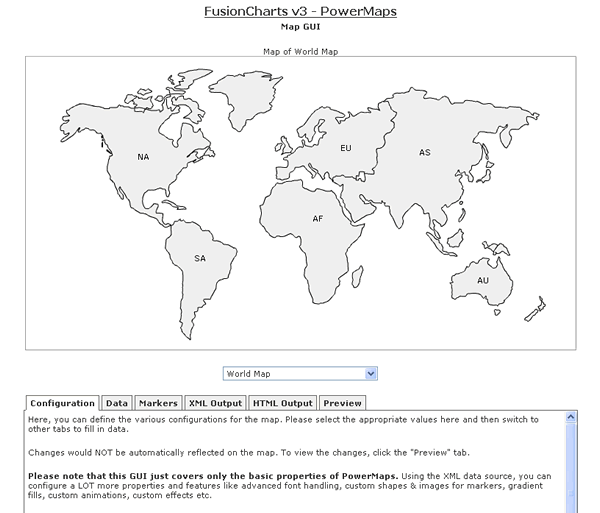 FusionCharts v3 - PowerMaps
Map GUI
Map of World Map
NA
EU
AS
AF
SA
AU
World Map
Configuration Data Markers XML Output HTML Output Preview
Here, you can define the various configurations for the map. Please select the appropriate values here and then switch to
other tabs to fill in data.
Changes would NOT be automatically reflected on the map. To view the changes, click the "Preview" tab.
Please note that this GUI just covers only the basic properties of PowerMaps. Using the XML data source, you can
configure a LOT more properties and features like advanced font handling, custom shapes & images for markers, gradient
fills, custom animations, custom effects etc.